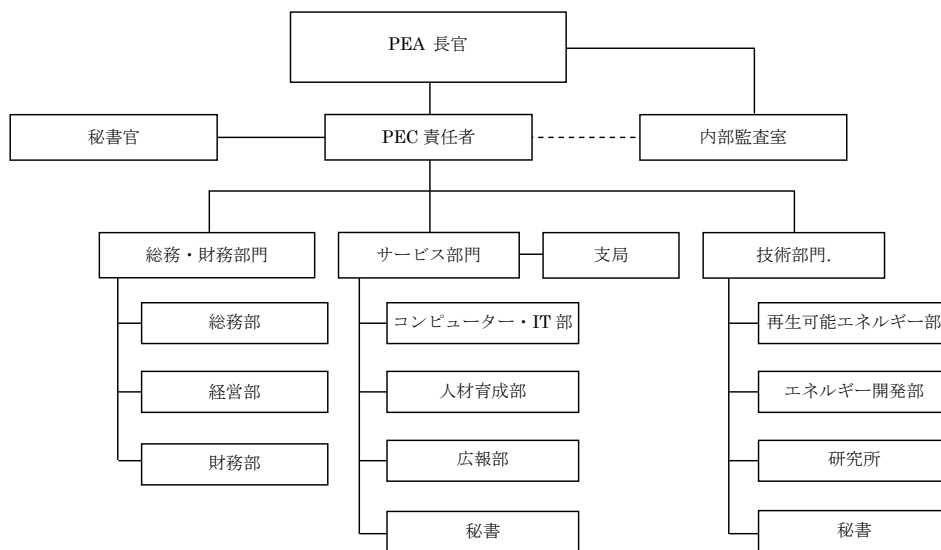 PEA 長官
秘書官
PEC 責任者
内部監査室
総務・財務部門
サービス部門
支局
技術部門.
総務部
コンピューター・IT 部
再生可能エネルギー部
経営部
人材育成部
エネルギー開発部
財務部
広報部
研究所
秘書
秘書